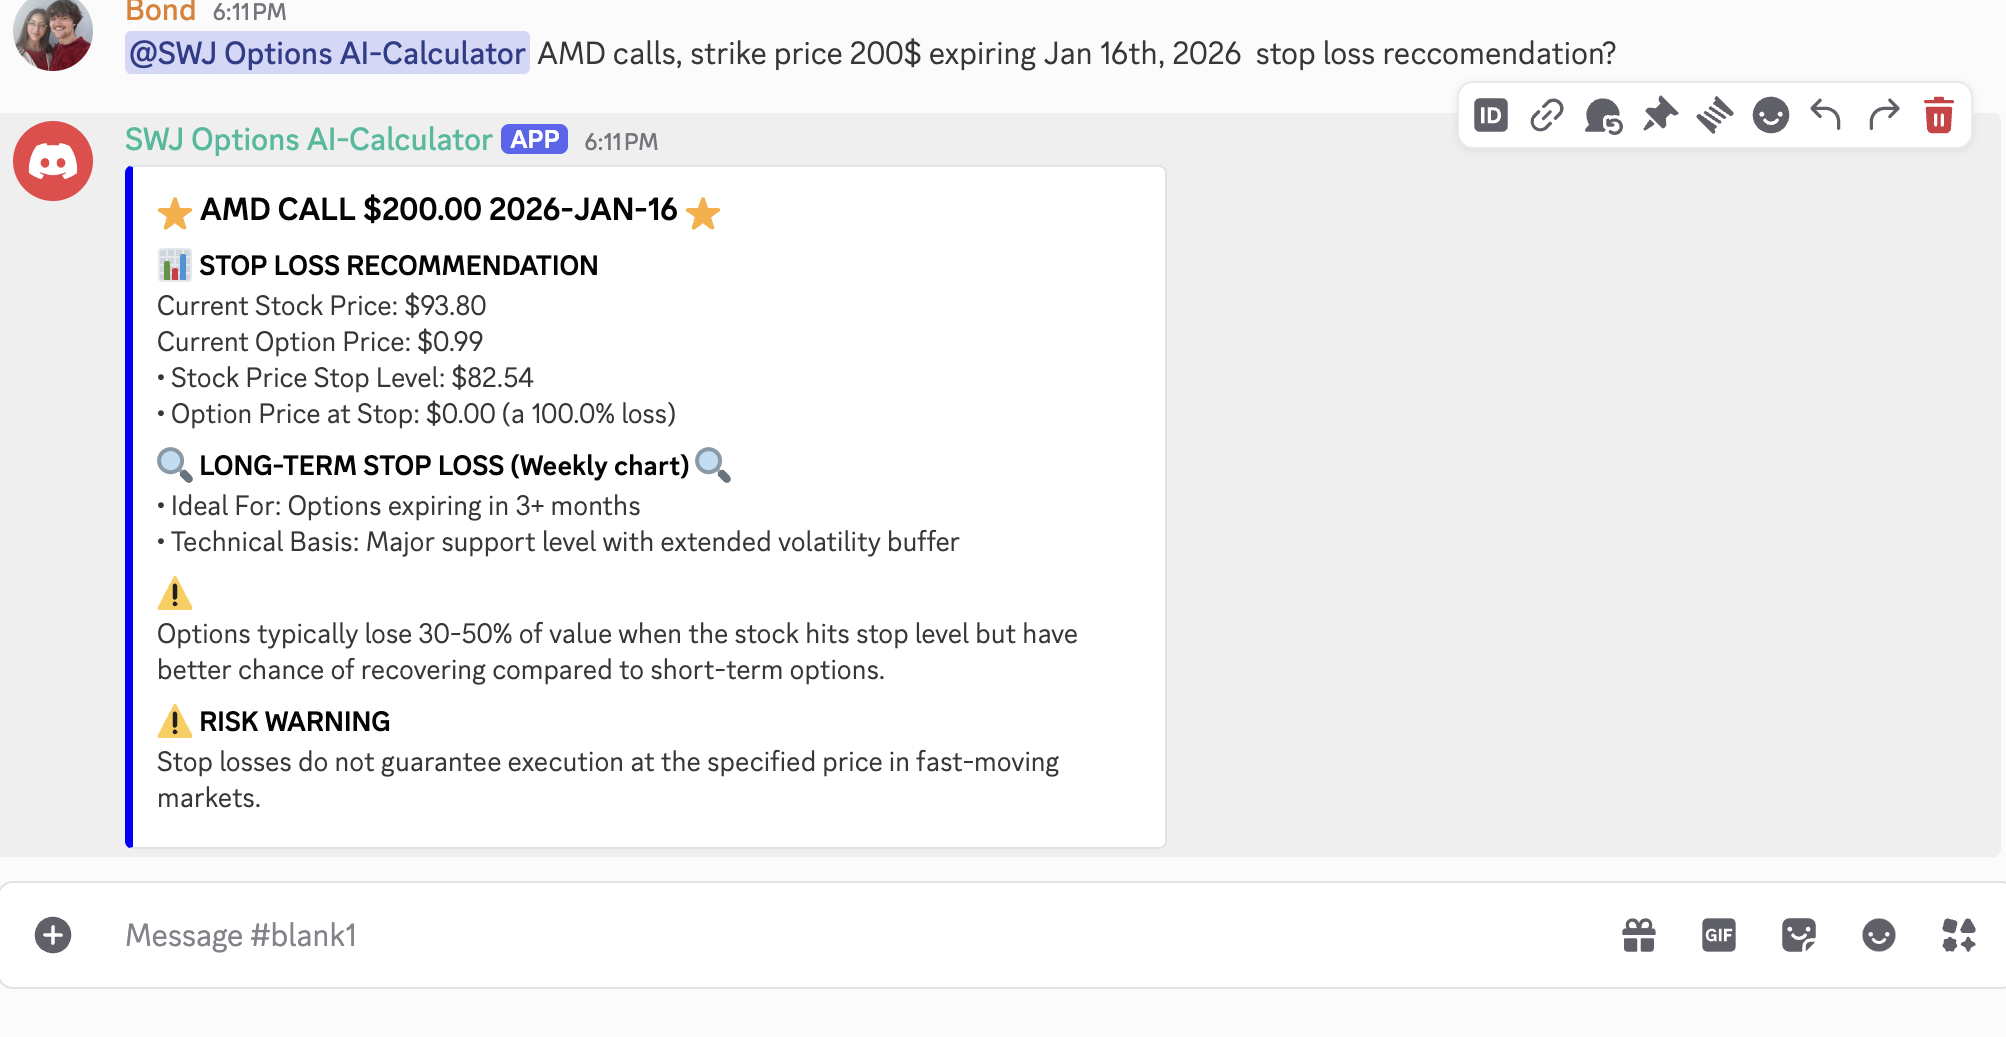 Bond 6:11 PM
@SWJ Options AI-Calculator AMD calls, strike price 200$ expiring Jan 16th, 2026 stop loss reccomendation?
ID
SWJ Options AI-Calculator APP 6:11 PM
AMD CALL $200.00 2026-JAN-16
STOP LOSS RECOMMENDATION
Current Stock Price: $93.80
Current Option Price: $0.99
• Stock Price Stop Level: $82.54
• Option Price at Stop: $0.00 (a 100.0% loss)
LONG-TERM STOP LOSS (Weekly chart)
• Ideal For: Options expiring in 3+ months
• Technical Basis: Major support level with extended volatility buffer
Options typically lose 30-50% of value when the stock hits stop level but have
better chance of recovering compared to short-term options.
RISK WARNING
Stop losses do not guarantee execution at the specified price in fast-moving
markets.
Message #blank1
GIF